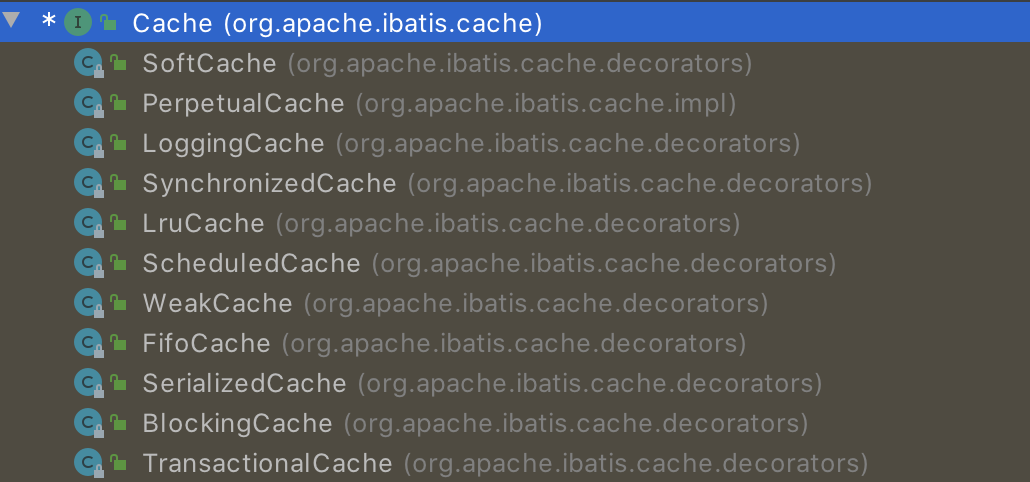 * I Cache (org.apache.ibatis.cache)
C SoftCache (org.apache.ibatis.cache.decorators)
C PerpetualCache (org.apache.ibatis.cache.impl)
C LoggingCache (org.apache.ibatis.cache.decorators)
C SynchronizedCache (org.apache.ibatis.cache.decorators)
C LruCache (org.apache.ibatis.cache.decorators)
C ScheduledCache (org.apache.ibatis.cache.decorators)
C WeakCache (org.apache.ibatis.cache.decorators)
C FifoCache (org.apache.ibatis.cache.decorators)
C SerializedCache (org.apache.ibatis.cache.decorators)
C BlockingCache (org.apache.ibatis.cache.decorators)
C TransactionalCache (org.apache.ibatis.cache.decorators)